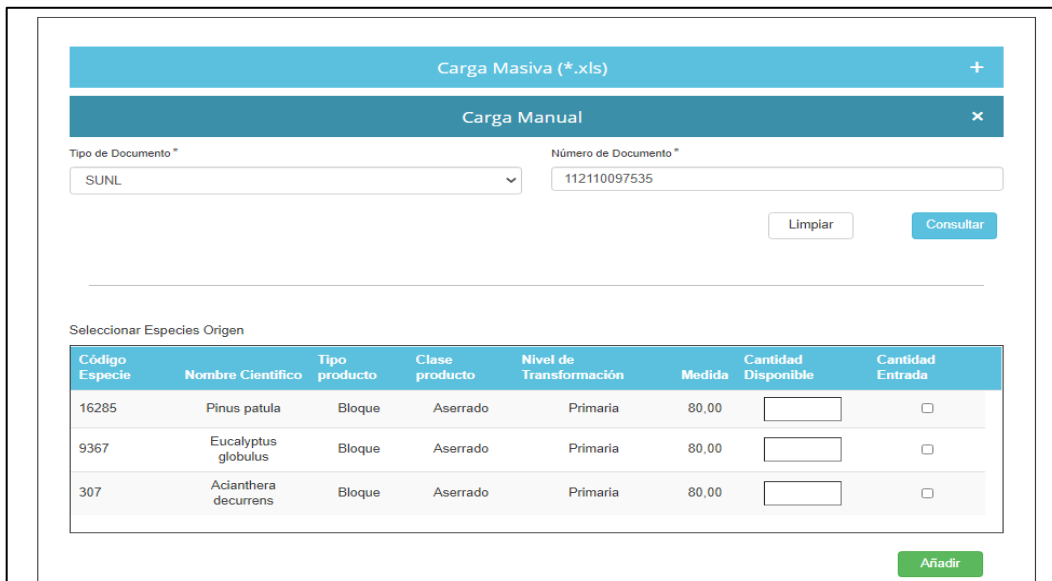 Carga Masiva (*.xls) +
Carga Manual ×
Tipo de Documento * Número de Documento *
SUNL 112110097535
Limpiar Consultar
Seleccionar Especies Origen
Código Especie Nombre Científico Tipo producto Clase producto Nivel de Transformación Medida Cantidad Disponible Cantidad Entrada
16285 Pinus patula Bloque Aserrado Primaria 80,00
9367 Eucalyptus globulus Bloque Aserrado Primaria 80,00
307 Acianthera decurrens Bloque Aserrado Primaria 80,00
Añadir